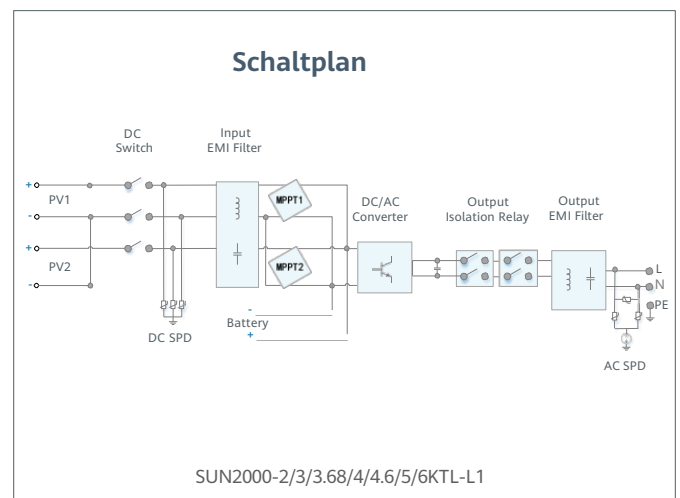 Schaltplan
DC
Switch
Input
EMI Filter
DC/AC
Converter
Output
Isolation Relay
Output
EMI Filter
+
PV1
-
+
PV2
-
MPPT1
MPPT2
L
N
PE
-
Battery
+
DC SPD
AC SPD
SUN2000-2/3/3.68/4/4.6/5/6KTL-L1